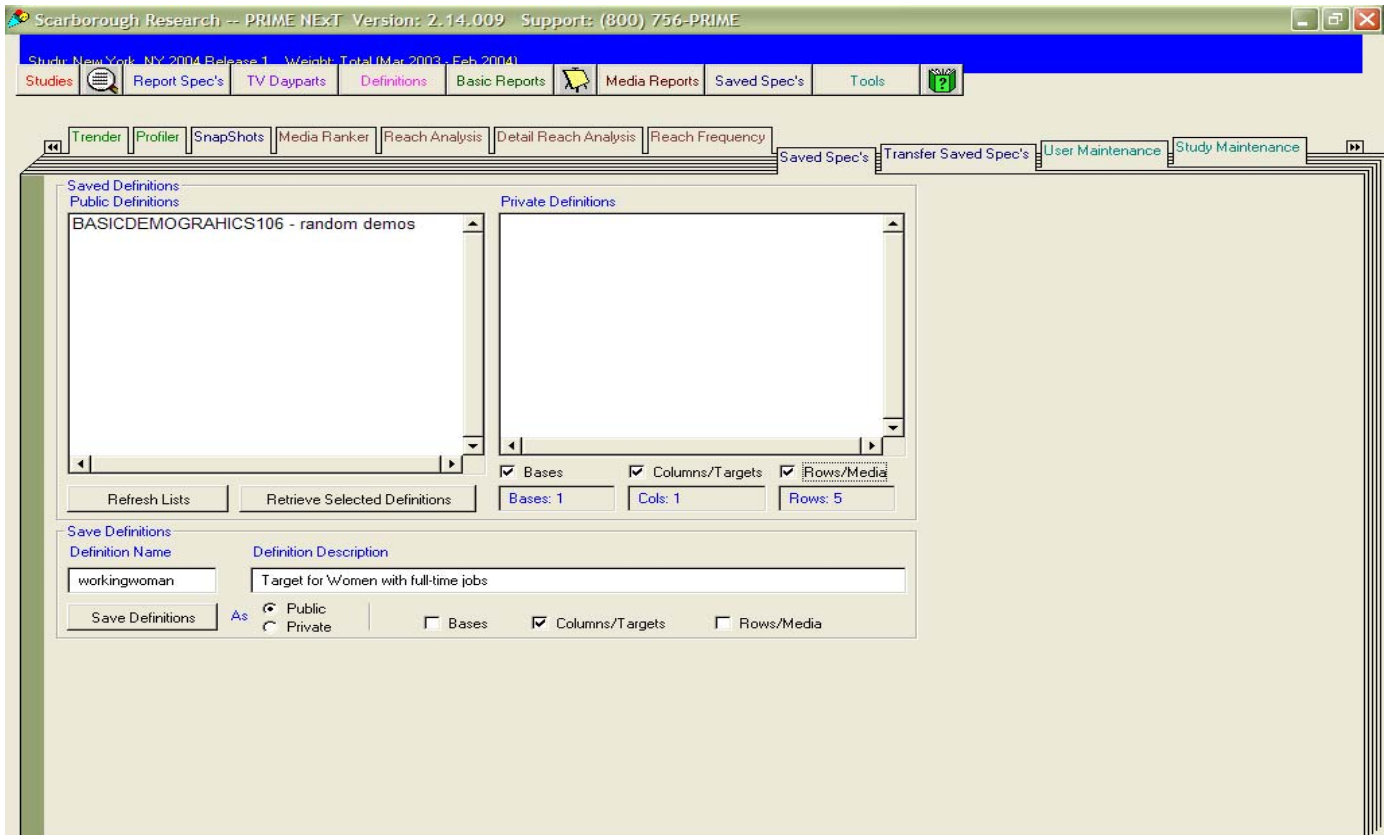 Scarborough Research -- PRIME NExT Version: 2.14.009 Support: (800) 756-PRIME
Study: New York, NY 2004 Release 1 Weight: Total (Mar 2003 - Feb 2004)
Studies Report Spec's TV Dayparts Definitions Basic Reports Media Reports Saved Spec's Tools
Trender Profiler SnapShots Media Ranker Reach Analysis Detail Reach Analysis Reach Frequency
Saved Spec's Transfer Saved Spec's User Maintenance Study Maintenance
Saved Definitions
Public Definitions Private Definitions
BASICDEMOGRAHICS106 - random demos
Bases Columns/Targets Rows/Media
Refresh Lists Retrieve Selected Definitions Bases: 1 Cols: 1 Rows: 5
Save Definitions
Definition Name Definition Description
workingwoman Target for Women with full-time jobs
Save Definitions As Public
Private Bases Columns/Targets Rows/Media